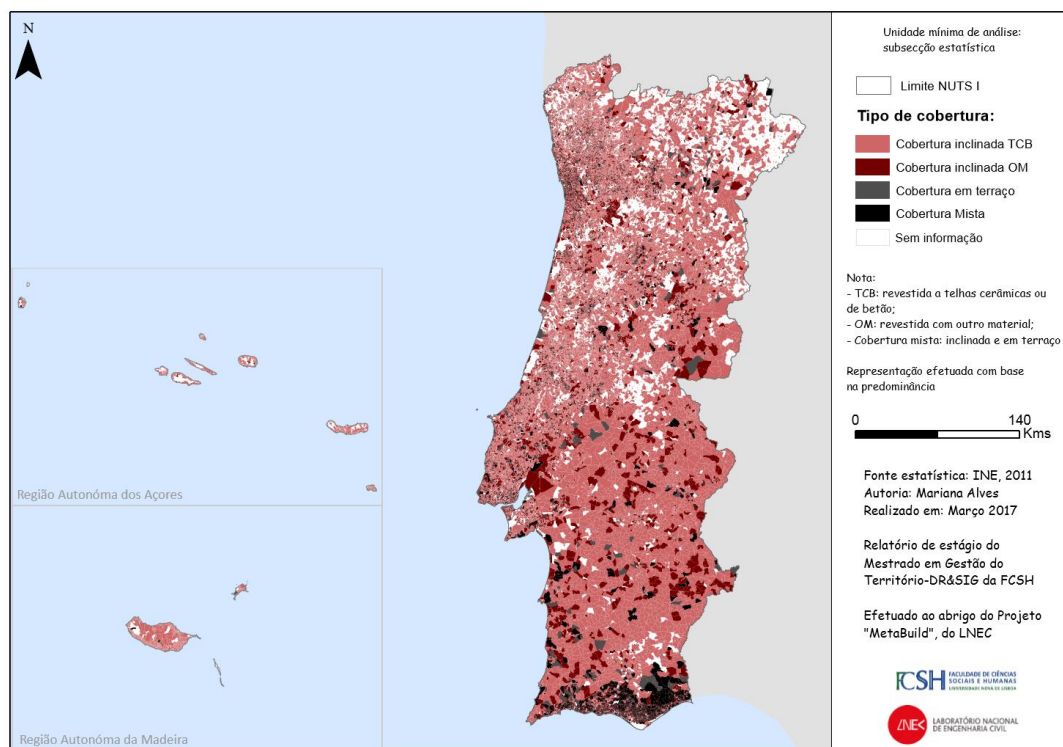 N
Unidade mínima de análise:
subsecção estatística
Limite NUTS I
Tipo de cobertura:
Cobertura inclinada TCB
Cobertura inclinada OM
Cobertura em terraço
Cobertura Mista
Sem informação
Nota:
- TCB: revestida a telhas cerâmicas ou
de betão;
- OM: revestida com outro material;
- Cobertura mista: inclinada e em terraço
Representação efetuada com base
na predominância
0 140
Kms
Fonte estatística: INE, 2011
Autoria: Mariana Alves
Realizado em: Março 2017
Relatório de estágio do
Mestrado em Gestão do
Território-DR&SIG da FCSH
Efetuado ao abrigo do Projeto
"MetaBuild", do LNEC
FCSH FACULDADE DE CIÊNCIAS
SOCIAIS E HUMANAS
UNIVERSIDADE NOVA DE LISBOA
LNEC LABORATÓRIO NACIONAL
DE ENGENHARIA CIVIL
Região Autonóma dos Açores
Região Autonóma da Madeira